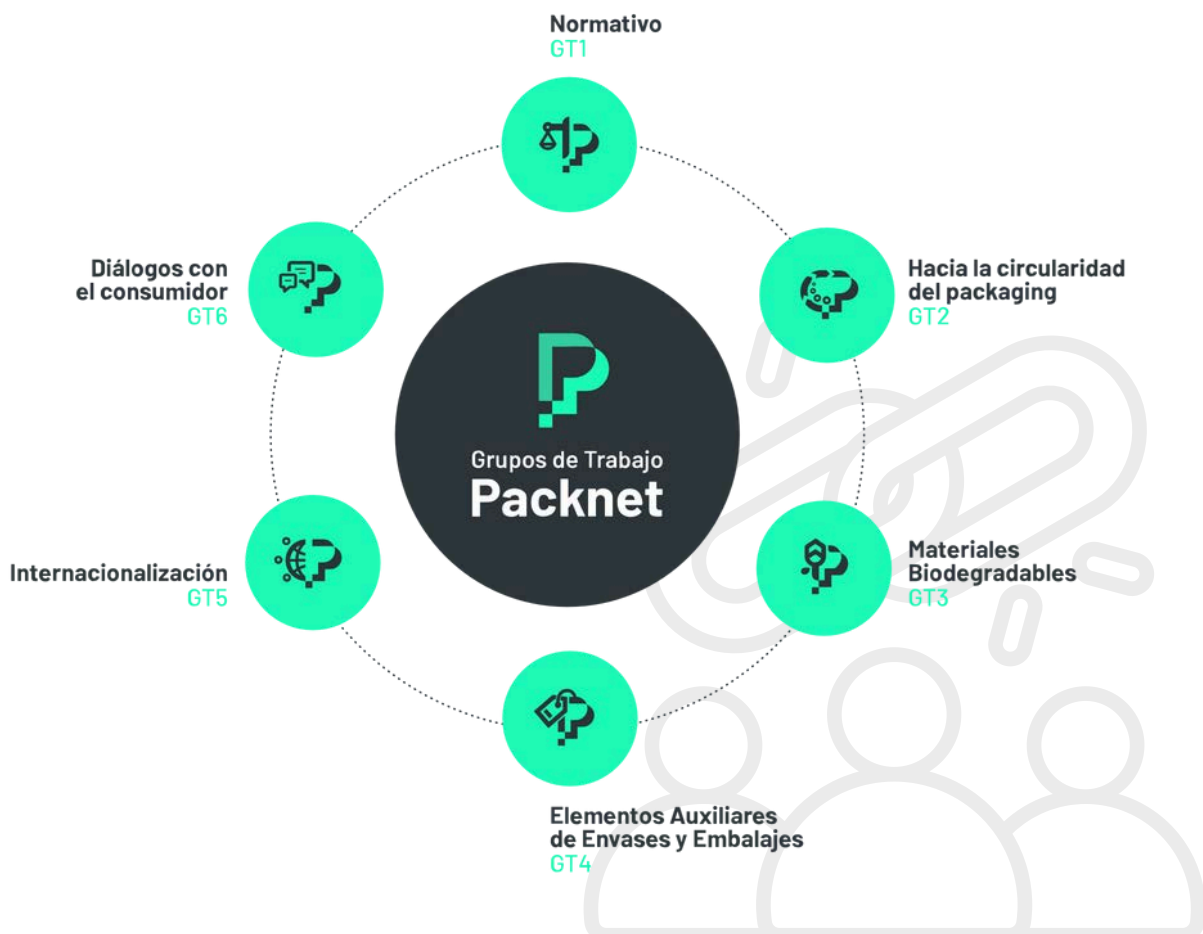 Normativo
GT1
Hacia la circularidad
del packaging
GT2
Materiales
Biodegradables
GT3
Elementos Auxiliares
de Envases y Embalajes
GT4
Internacionalización
GT5
Diálogos con
el consumidor
GT6
Grupos de Trabajo
Packnet